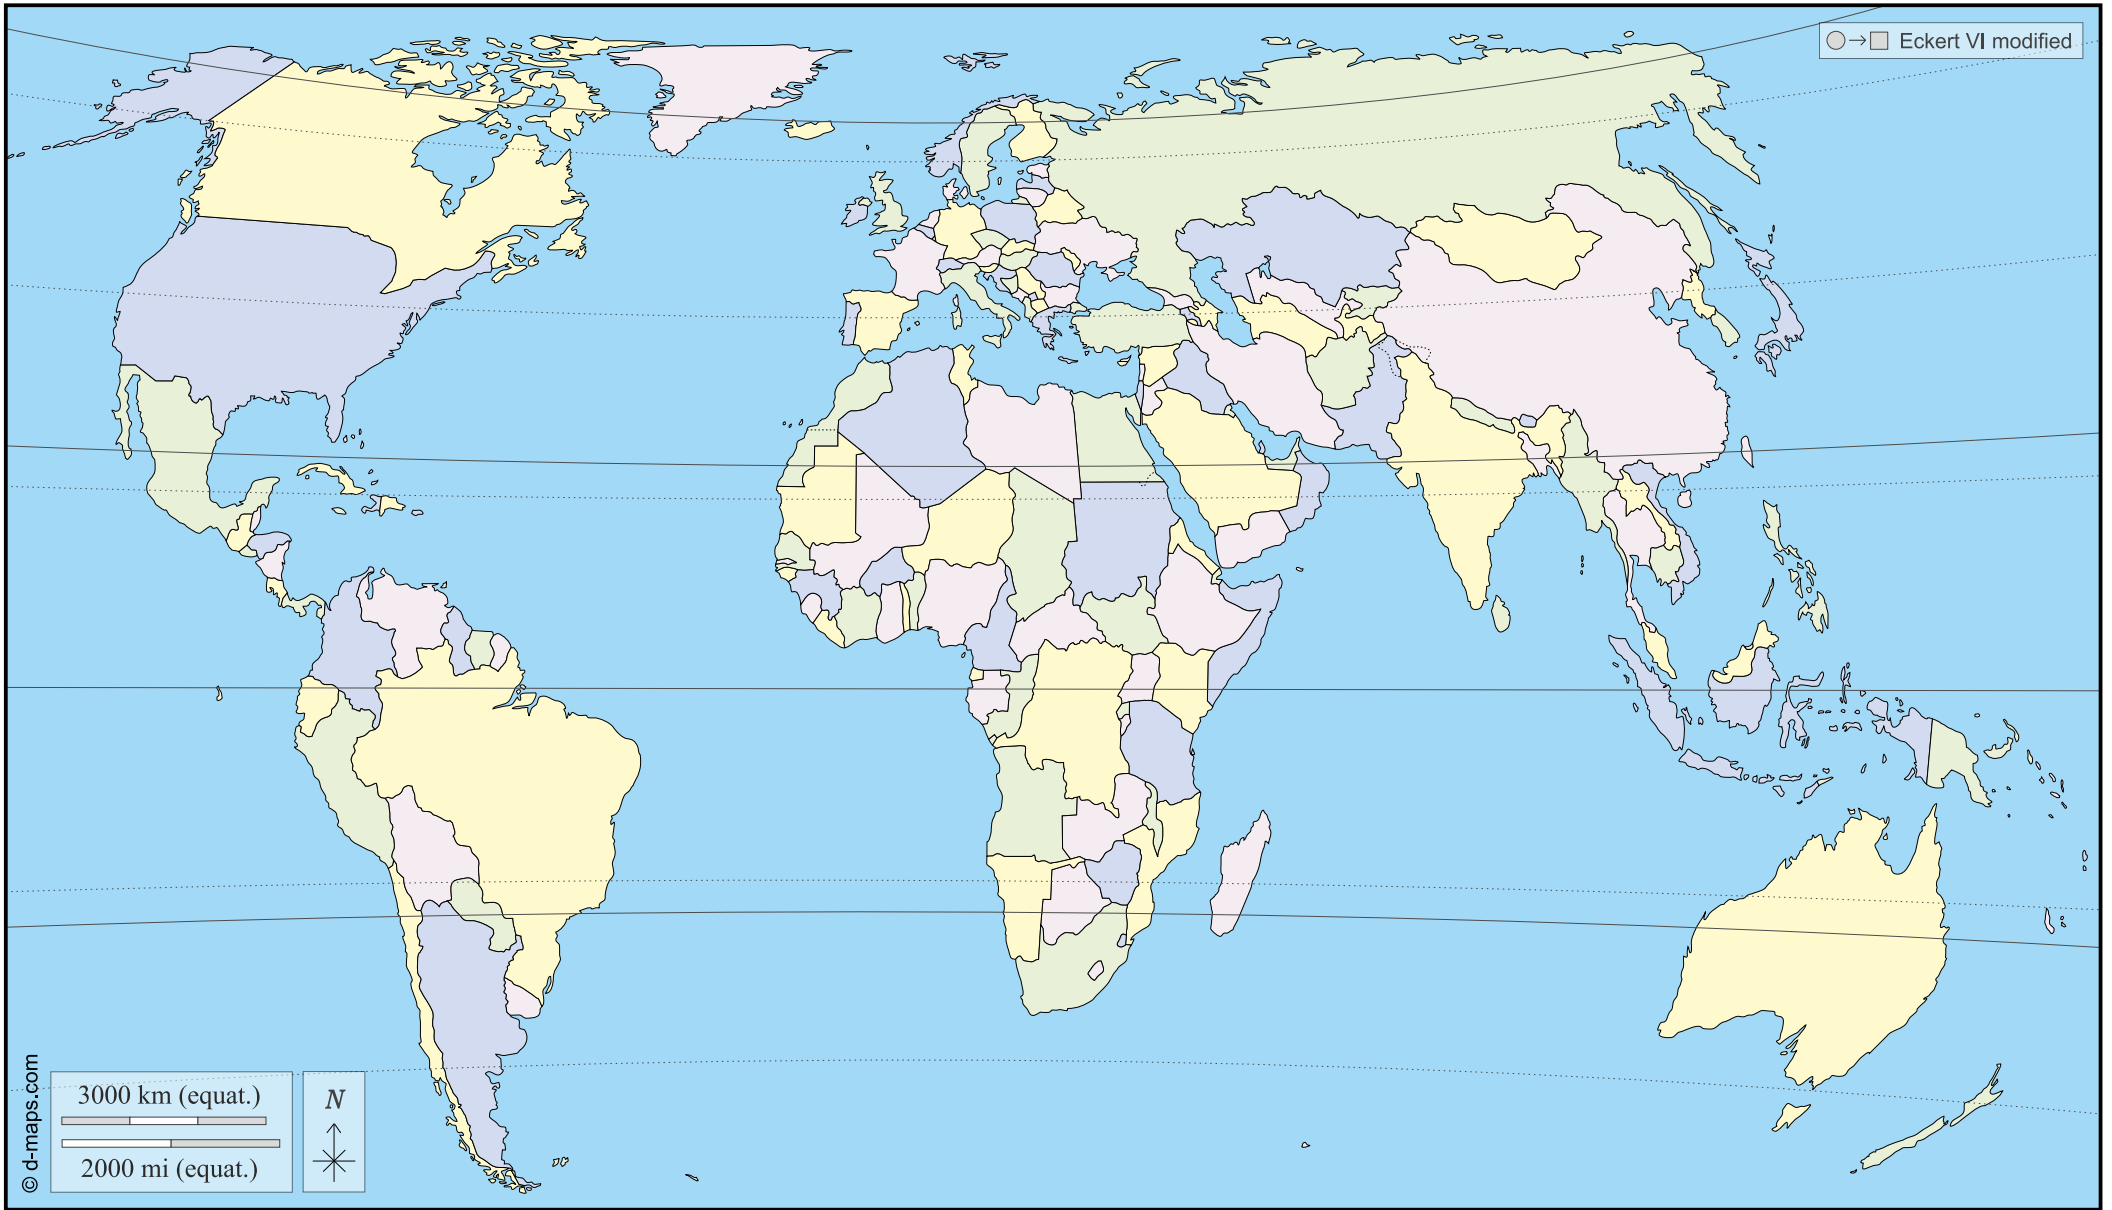 ○→□ Eckert VI modified
3000 km (equat.)
2000 mi (equat.)
N
© d-maps.com